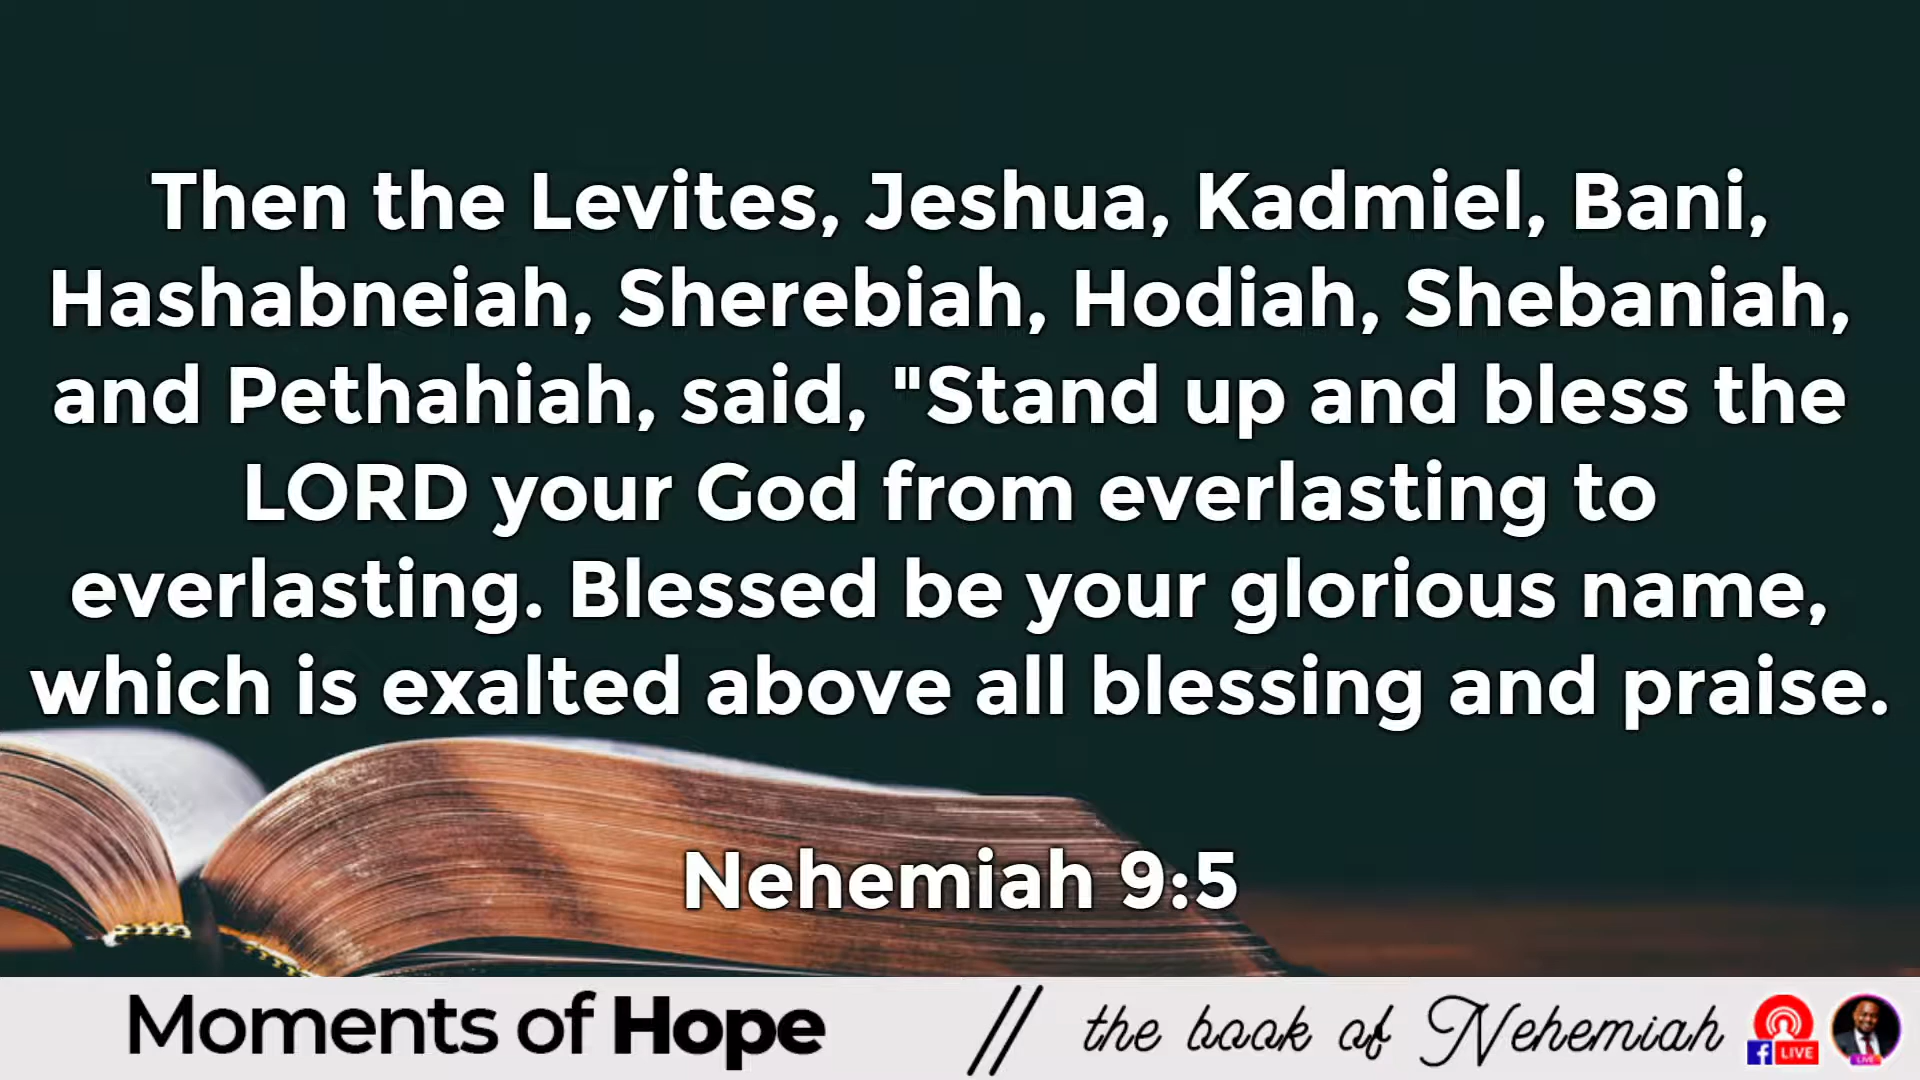 Then the Levites, Jeshua, Kadmiel, Bani,
Hashabneiah, Sherebiah, Hodiah, Shebaniah,
and Pethahiah, said, "Stand up and bless the
LORD your God from everlasting to
everlasting. Blessed be your glorious name,
which is exalted above all blessing and praise.
Nehemiah 9:5
Moments of Hope // the book of Nehemiah
f LIVE
LIVE